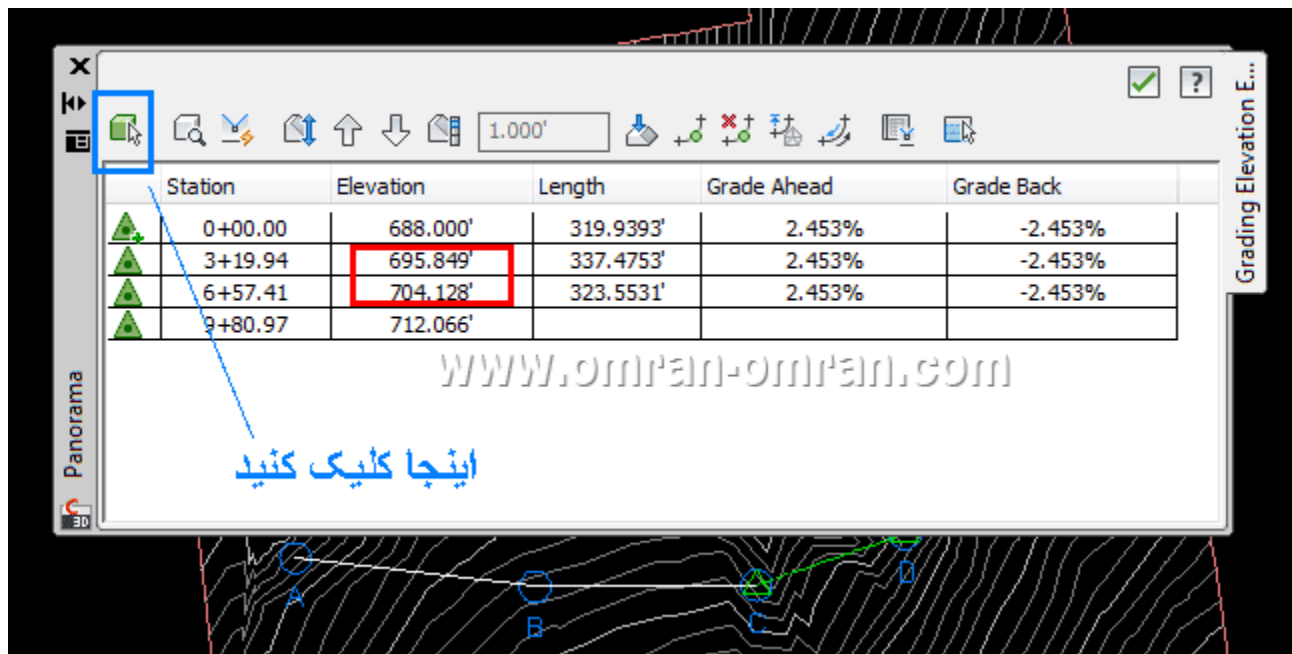 Grading Elevation E...
1.000'
Station Elevation Length Grade Ahead Grade Back
0+00.00 688.000' 319.9393' 2.453% -2.453%
3+19.94 695.849' 337.4753' 2.453% -2.453%
6+57.41 704.128' 323.5531' 2.453% -2.453%
9+80.97 712.066'
www.omran-omran.com
Panorama
اینجا کلیک کنید
3D
A
B
C
D